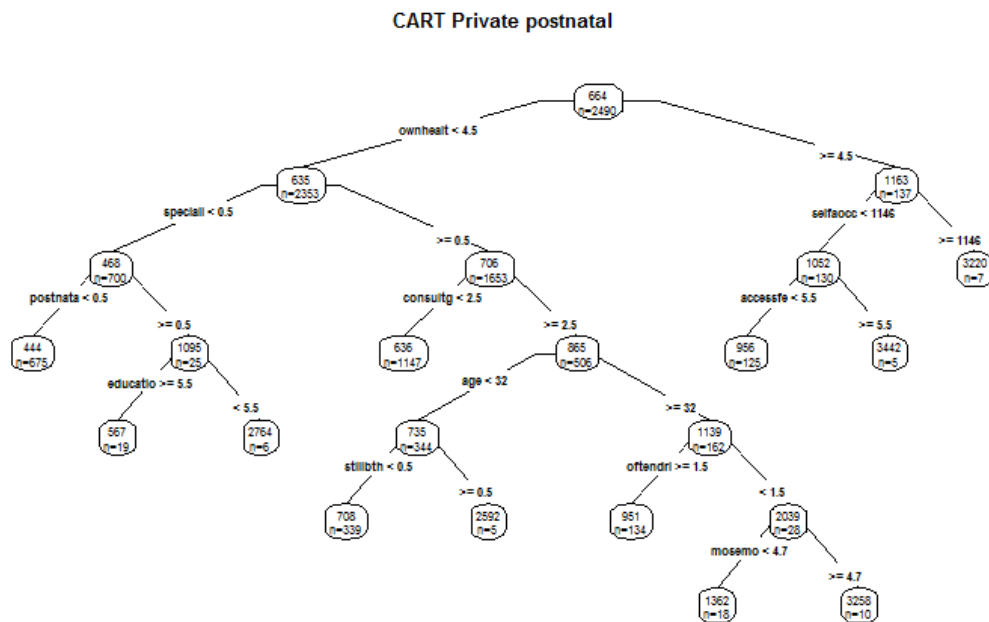 CART Private postnatal
664
n=2490
ownhealt < 4.5
>= 4.5
635
n=2353
1163
n=137
speciall < 0.5
>= 0.5
selfaocc < 1146
>= 1146
468
n=700
706
n=1653
1052
n=130
3220
n=7
postnata < 0.5
>= 0.5
consultg < 2.5
>= 2.5
accessfe < 5.5
>= 5.5
444
n=675
1095
n=25
636
n=1147
865
n=506
956
n=125
3442
n=5
educatio >= 5.5
< 5.5
age < 32
>= 32
567
n=19
2764
n=6
735
n=344
1139
n=162
stillbth < 0.5
>= 0.5
oftendri >= 1.5
< 1.5
708
n=339
2592
n=5
951
n=134
2039
n=28
mosemo < 4.7
>= 4.7
1362
n=18
3258
n=10